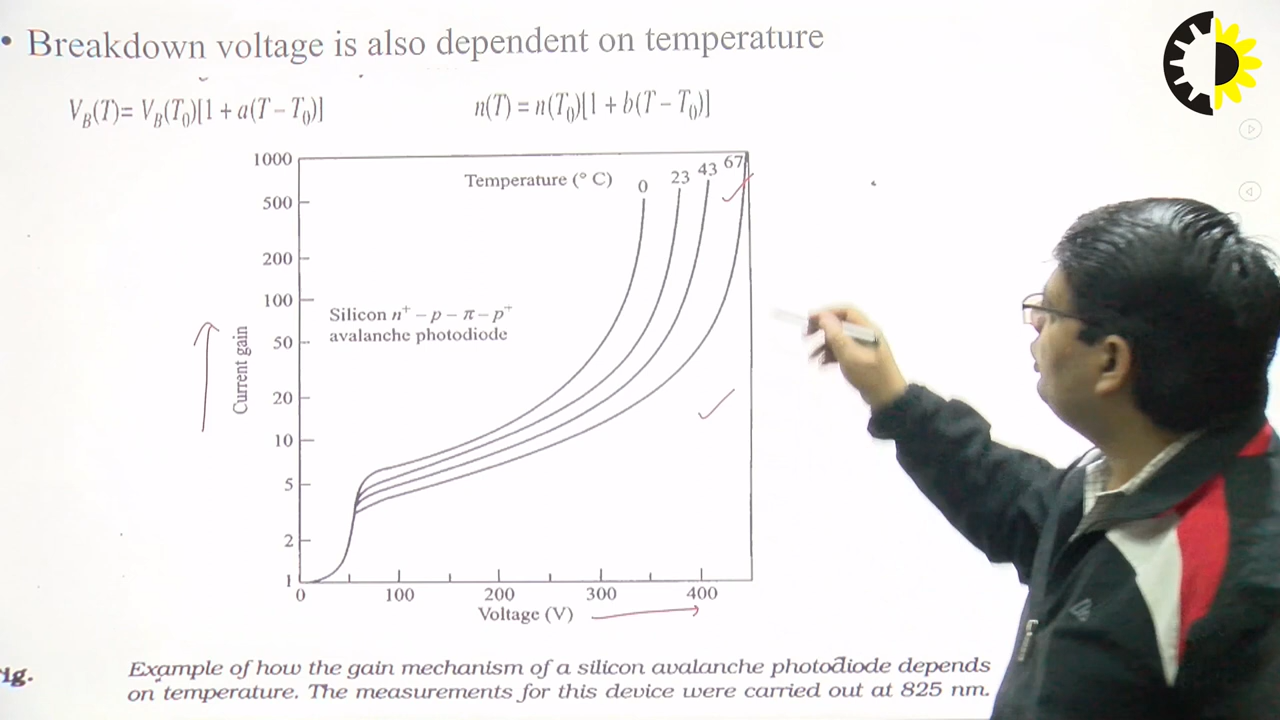 • Breakdown voltage is also dependent on temperature
V_B(T)= V_B(T_0)[1 + a(T – T_0)]
n(T) = n(T_0)[1 + b(T – T_0)]
1000
500
200
100
50
20
10
5
2
1
Current gain
Temperature (° C)
0
23
43
67
Silicon n⁺ – p – π – p⁺
avalanche photodiode
0
100
200
300
400
Voltage (V)
ig.
Example of how the gain mechanism of a silicon avalanche photodiode depends
on temperature. The measurements for this device were carried out at 825 nm.